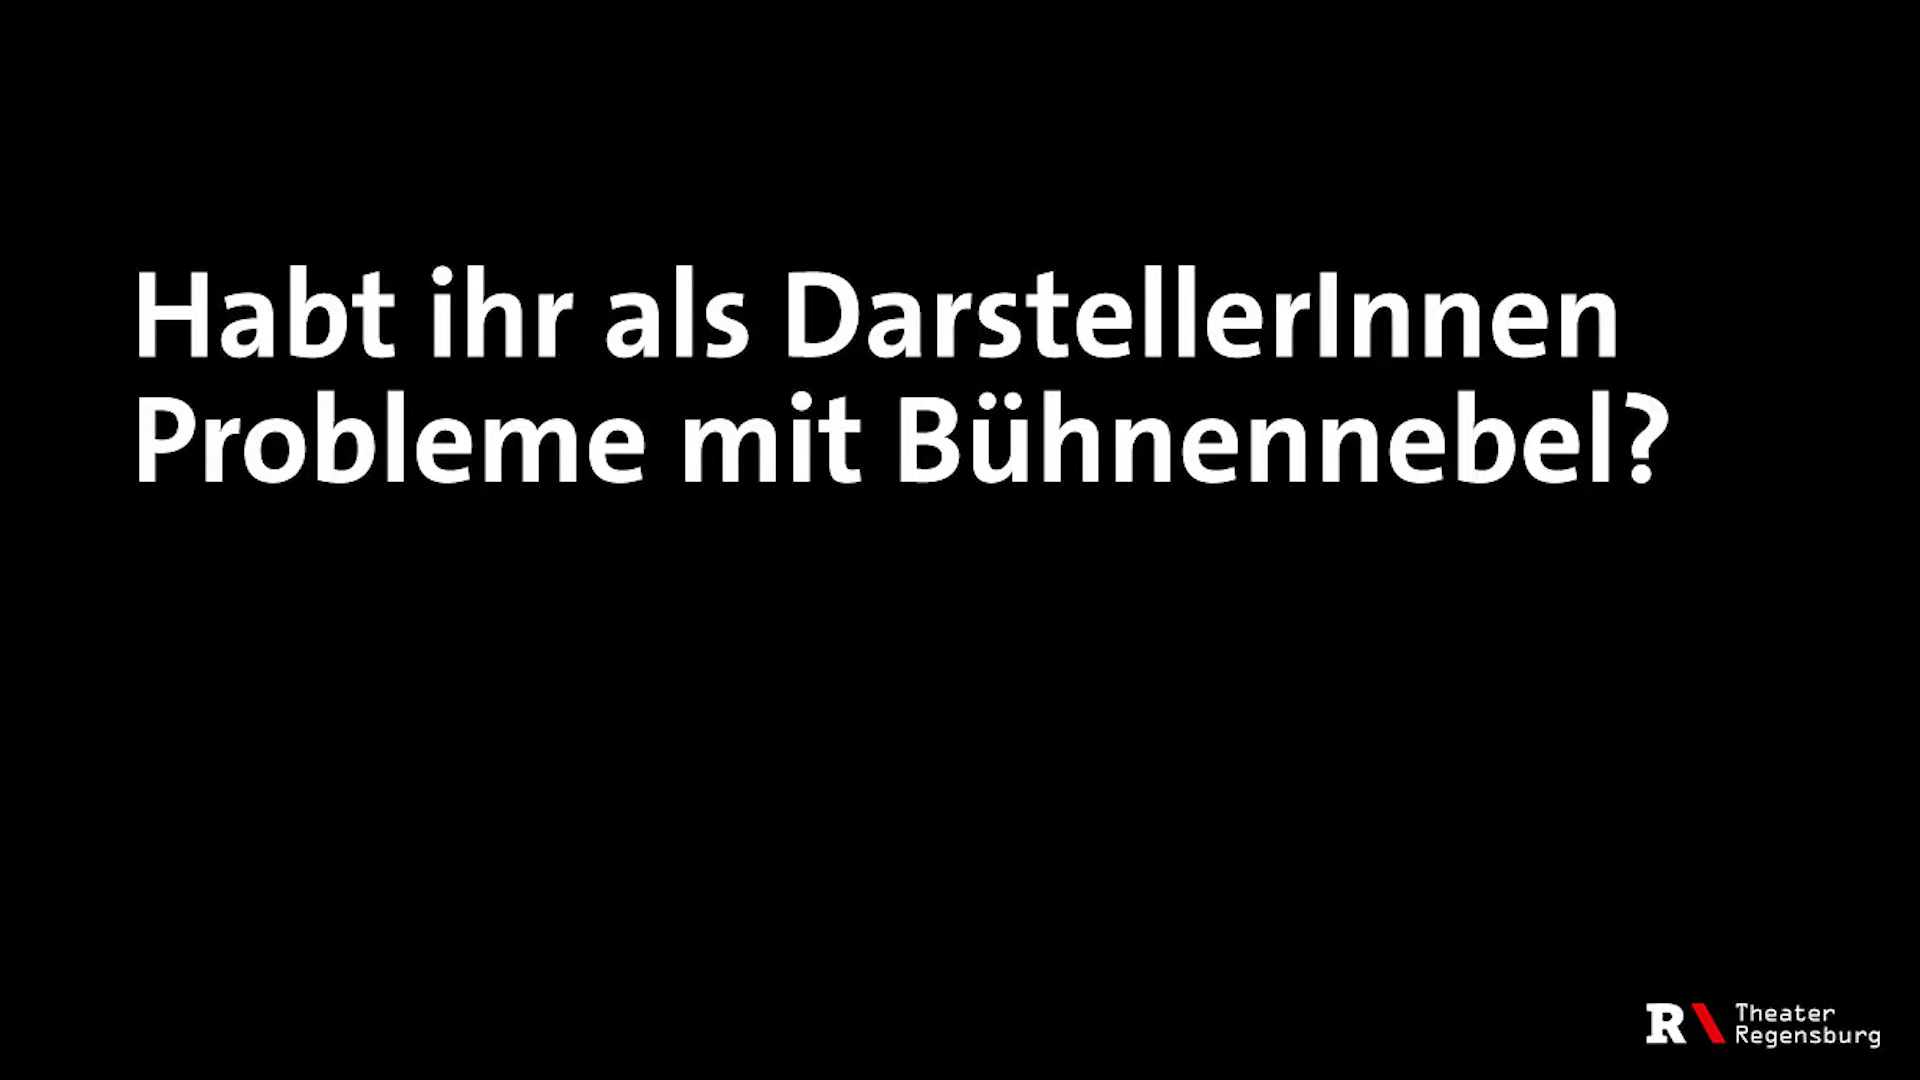 Habt ihr als DarstellerInnen
Probleme mit Bühnennebel?
R\ Theater
Regensburg